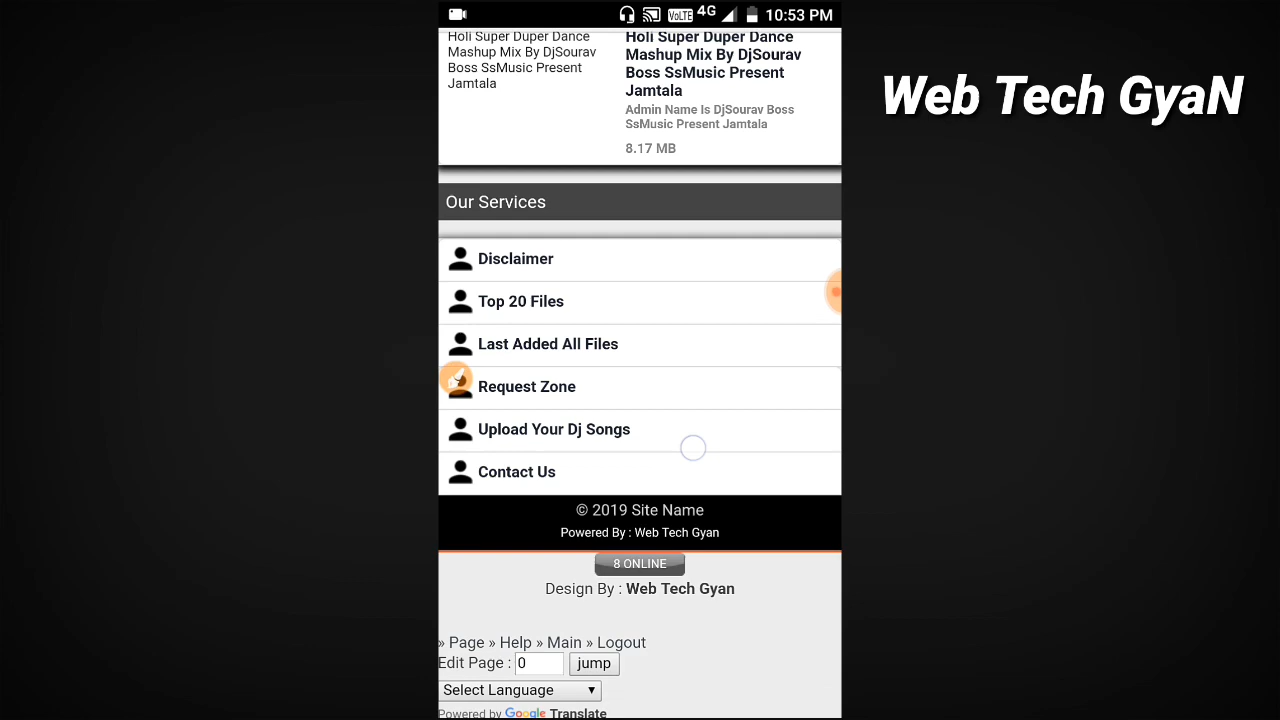 VoLTE 4G 10:53 PM
Web Tech GyaN
Holi Super Duper Dance
Mashup Mix By DjSourav
Boss SsMusic Present
Jamtala
Holi Super Duper Dance
Mashup Mix By DjSourav
Boss SsMusic Present
Jamtala
Admin Name Is DjSourav Boss
SsMusic Present Jamtala
8.17 MB
Our Services
Disclaimer
Top 20 Files
Last Added All Files
Request Zone
Upload Your Dj Songs
Contact Us
© 2019 Site Name
Powered By : Web Tech Gyan
8 ONLINE
Design By : Web Tech Gyan
» Page » Help » Main » Logout
Edit Page : 0 jump
Select Language ▼
Powered by Google Translate